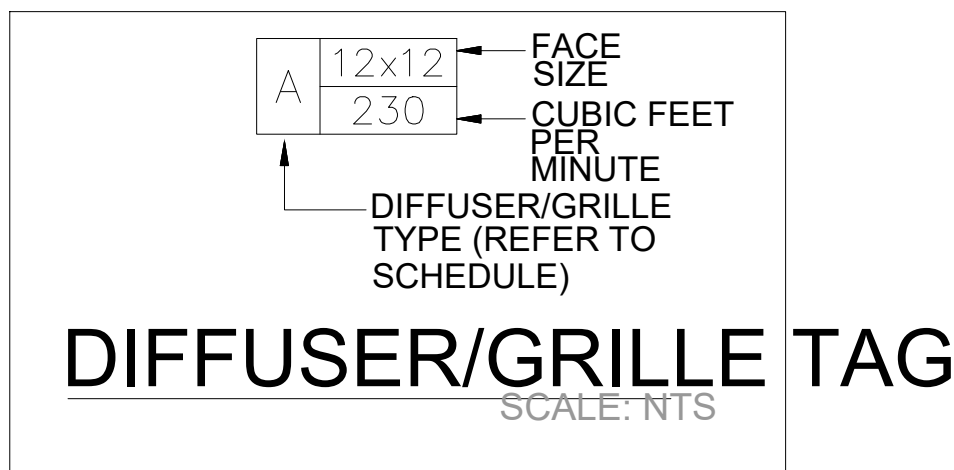 A
12x12
230
FACE
SIZE
CUBIC FEET
PER
MINUTE
DIFFUSER/GRILLE
TYPE (REFER TO
SCHEDULE)
DIFFUSER/GRILLE TAG
SCALE: NTS